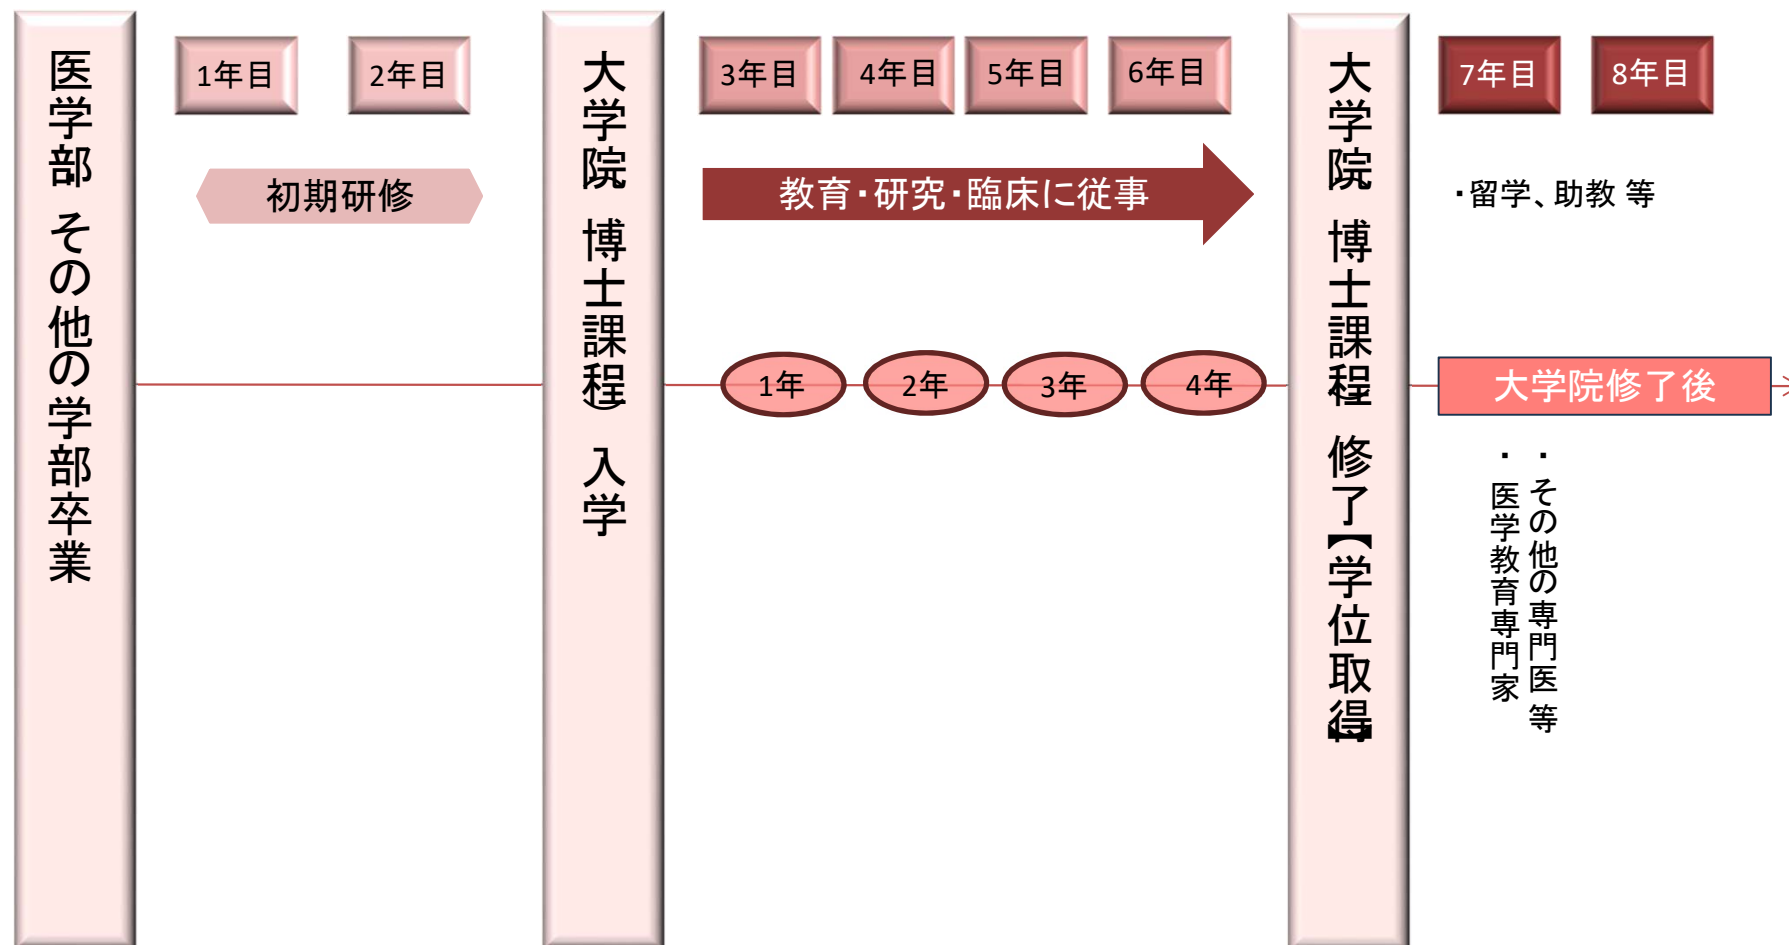 医学部 その他の学部卒業
1年目
2年目
初期研修
大学院 博士課程) 入学
3年目
4年目
5年目
6年目
教育・研究・臨床に従事
1年
2年
3年
4年
大学院 博士課程) 修了【学位取得】
7年目
8年目
・留学、助教 等
大学院修了後
・その他の専門医 等
・医学教育専門家